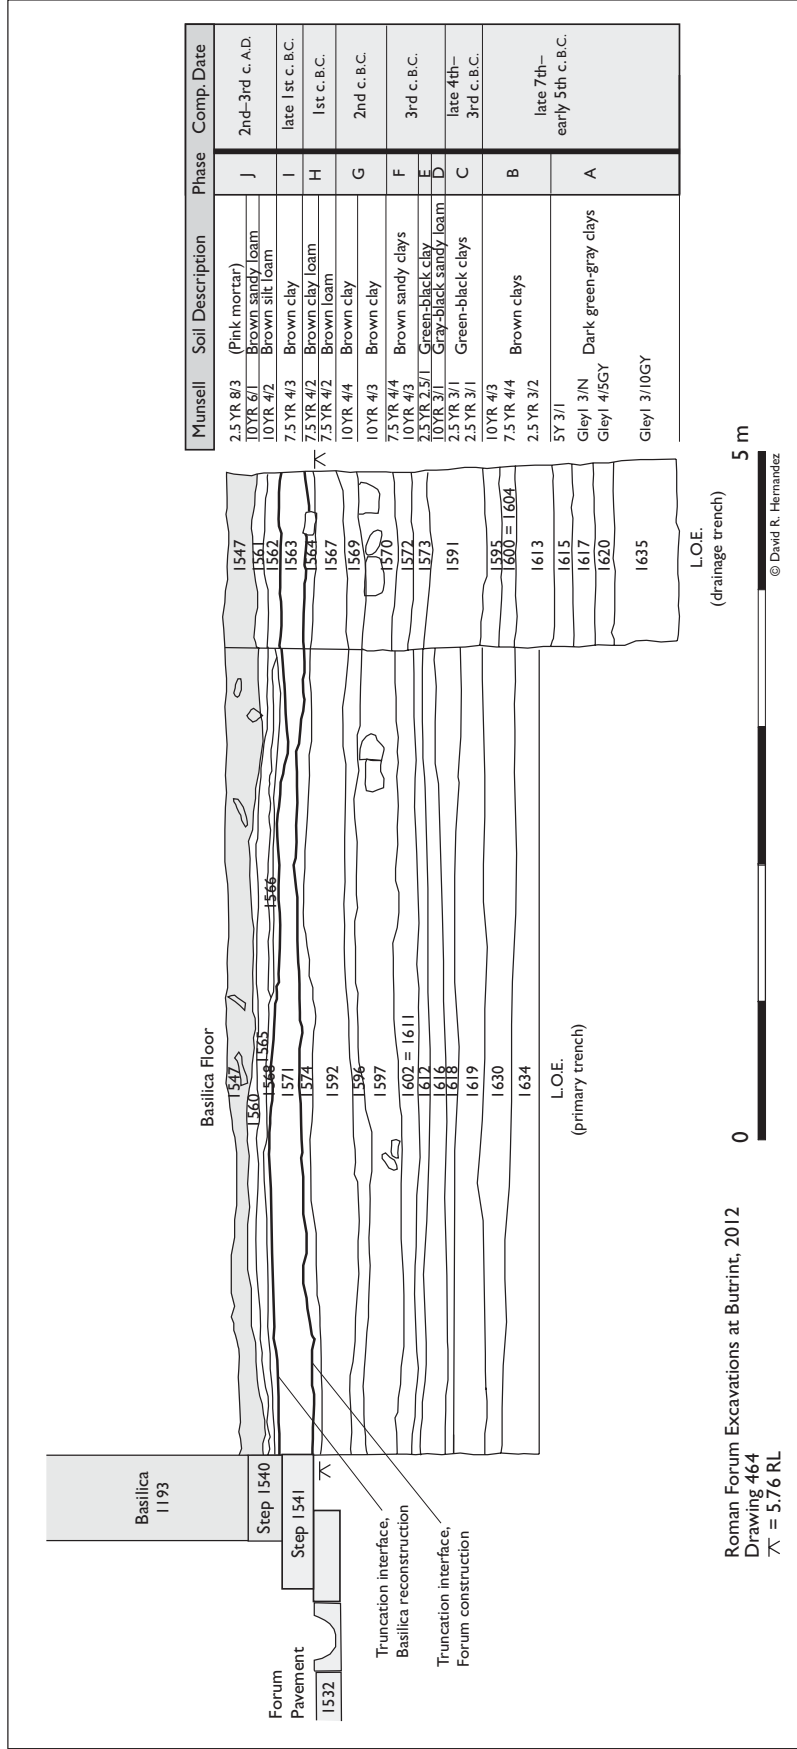 Munsell Soil Description Phase Comp. Date
2.5 YR 8/3 (Pink mortar) J 2nd–3rd c. A.D.
10 YR 6/1 Brown sandy loam
10 YR 4/2 Brown silt loam
7.5 YR 4/3 Brown clay I late 1st c. B.C.
7.5 YR 4/2 Brown clay loam H 1st c. B.C.
7.5 YR 4/2 Brown loam
10 YR 4/4 Brown clay G 2nd c. B.C.
10 YR 4/3 Brown clay
7.5 YR 4/4 Brown sandy clays F 3rd c. B.C.
10 YR 4/3
2.5 YR 2.5/1 Green-black clay E
10 YR 3/1 Gray-black sandy loam D
2.5 YR 3/1 Green-black clays C late 4th–
2.5 YR 3/1 3rd c. B.C.
10 YR 4/3
7.5 YR 4/4 Brown clays B late 7th–
2.5 YR 3/2 early 5th c. B.C.
5Y 3/1
Gley1 3/N Dark green-gray clays A
Gley1 4/5GY
Gley1 3/10GY
Basilica
1193
Step 1540
Step 1541
Forum
Pavement
1532
Truncation interface,
Basilica reconstruction
Truncation interface,
Forum construction
Basilica Floor
1547
1560
1565
1568
1566
1571
1574
1592
1596
1597
1602 = 1611
1612
1616
1618
1619
1630
1634
L.O.E.
(primary trench)
1547
1561
1562
1563
1564
1567
1569
1570
1572
1573
1591
1595
1600 = 1604
1613
1615
1617
1620
1635
L.O.E.
(drainage trench)
0 5 m
© David R. Hernandez
Roman Forum Excavations at Butrint, 2012
Drawing 464
⊼ = 5.76 RL